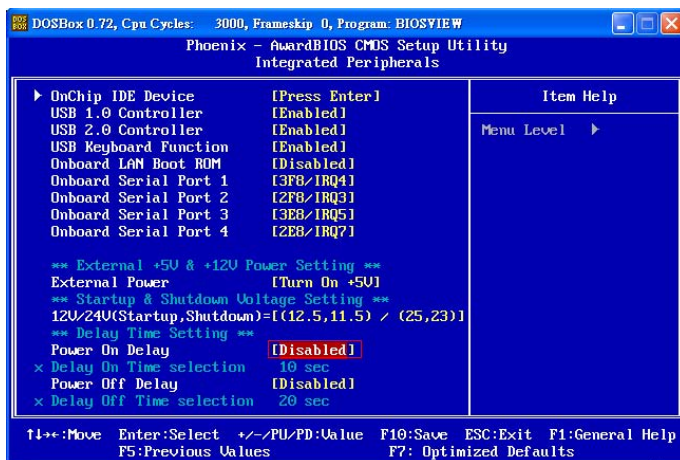 DOSBox 0.72, Cpu Cycles: 3000, Frameskip 0, Program: BIOSVIEW
Phoenix - AwardBIOS CMOS Setup Utility
Integrated Peripherals
OnChip IDE Device [Press Enter]
USB 1.0 Controller [Enabled]
USB 2.0 Controller [Enabled]
USB Keyboard Function [Enabled]
Onboard LAN Boot ROM [Disabled]
Onboard Serial Port 1 [3F8/IRQ4]
Onboard Serial Port 2 [2F8/IRQ3]
Onboard Serial Port 3 [3E8/IRQ5]
Onboard Serial Port 4 [2E8/IRQ7]
** External +5V & +12V Power Setting **
External Power [Turn On +5V]
** Startup & Shutdown Voltage Setting **
12V/24V(Startup,Shutdown)=[(12.5,11.5) / (25,23)]
** Delay Time Setting **
Power On Delay [Disabled]
x Delay On Time selection 10 sec
Power Off Delay [Disabled]
x Delay Off Time selection 20 sec
Item Help
Menu Level ▶
↑↓→←:Move Enter:Select +/-/PU/PD:Value F10:Save ESC:Exit F1:General Help
F5:Previous Values F7: Optimized Defaults